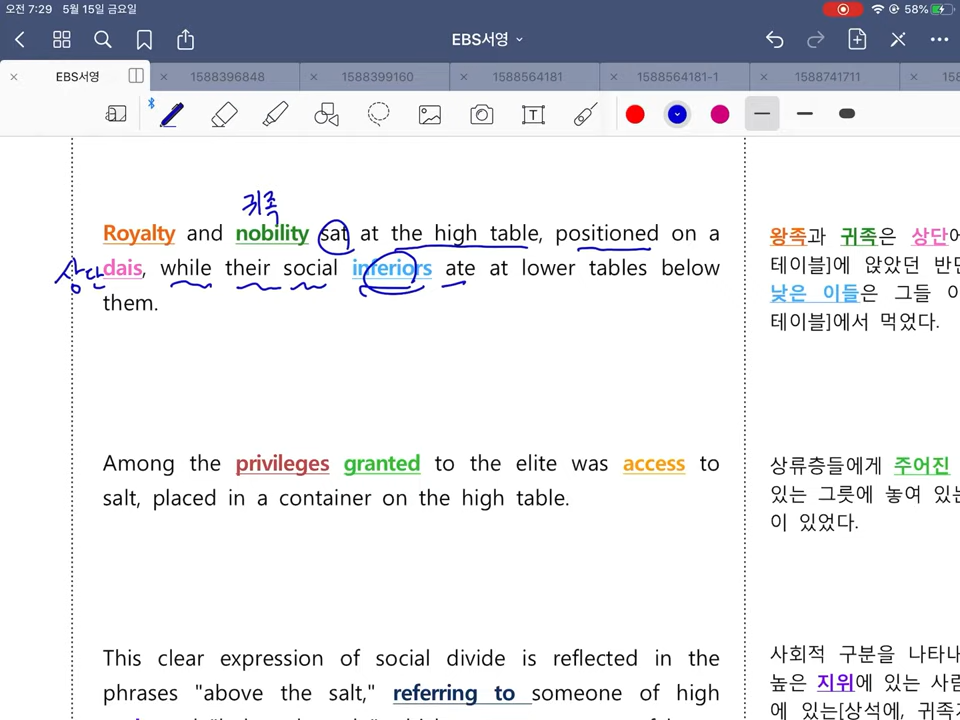 오전 7:29 5월 15일 금요일
58%
EBS서영
EBS서영 1588396848 1588399160 1588564181 1588564181-1 1588741711 158
귀족
Royalty and nobility sat at the high table, positioned on a
상단
dais, while their social inferiors ate at lower tables below
them.
왕족과 귀족은 상단에
테이블]에 앉았던 반면
낮은 이들은 그들 아
테이블]에서 먹었다.
Among the privileges granted to the elite was access to
salt, placed in a container on the high table.
상류층들에게 주어진
있는 그릇에 놓여 있는
이 있었다.
This clear expression of social divide is reflected in the
phrases "above the salt," referring to someone of high
사회적 구분을 나타내
높은 지위에 있는 사람